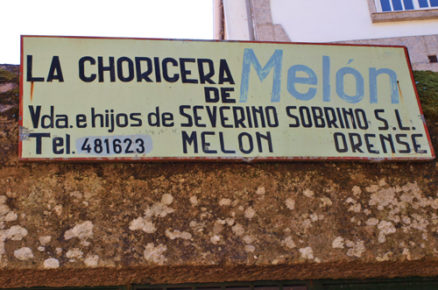 LA CHORICERA DE Melón
Vda. e hijos de SEVERINO SOBRINO S.L.
Tel. 481623 MELON ORENSE